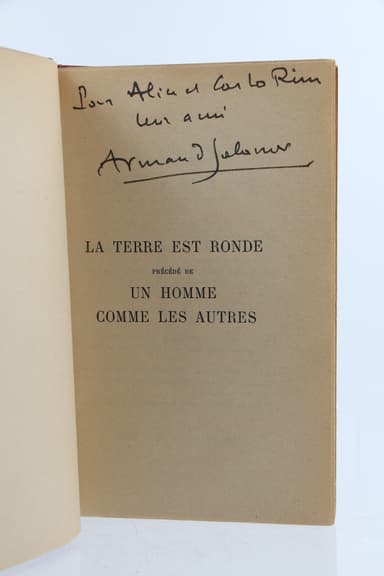 Pour Alin et Carlo Rim
leur ami
Armand Salacrou
LA TERRE EST RONDE
PRÉCÉDÉ DE
UN HOMME
COMME LES AUTRES